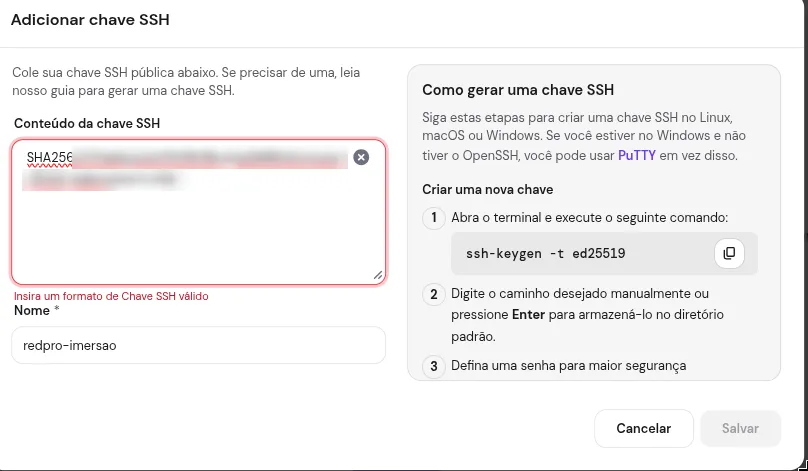 Adicionar chave SSH
Cole sua chave SSH pública abaixo. Se precisar de uma, leia
nosso guia para gerar uma chave SSH.
Conteúdo da chave SSH
SHA256
Insira um formato de Chave SSH válido
Nome *
redpro-imersao
Como gerar uma chave SSH
Siga estas etapas para criar uma chave SSH no Linux,
macOS ou Windows. Se você estiver no Windows e não
tiver o OpenSSH, você pode usar PuTTY em vez disso.
Criar uma nova chave
1 Abra o terminal e execute o seguinte comando:
ssh-keygen -t ed25519
2 Digite o caminho desejado manualmente ou
pressione Enter para armazená-lo no diretório
padrão.
3 Defina uma senha para maior segurança
Cancelar
Salvar